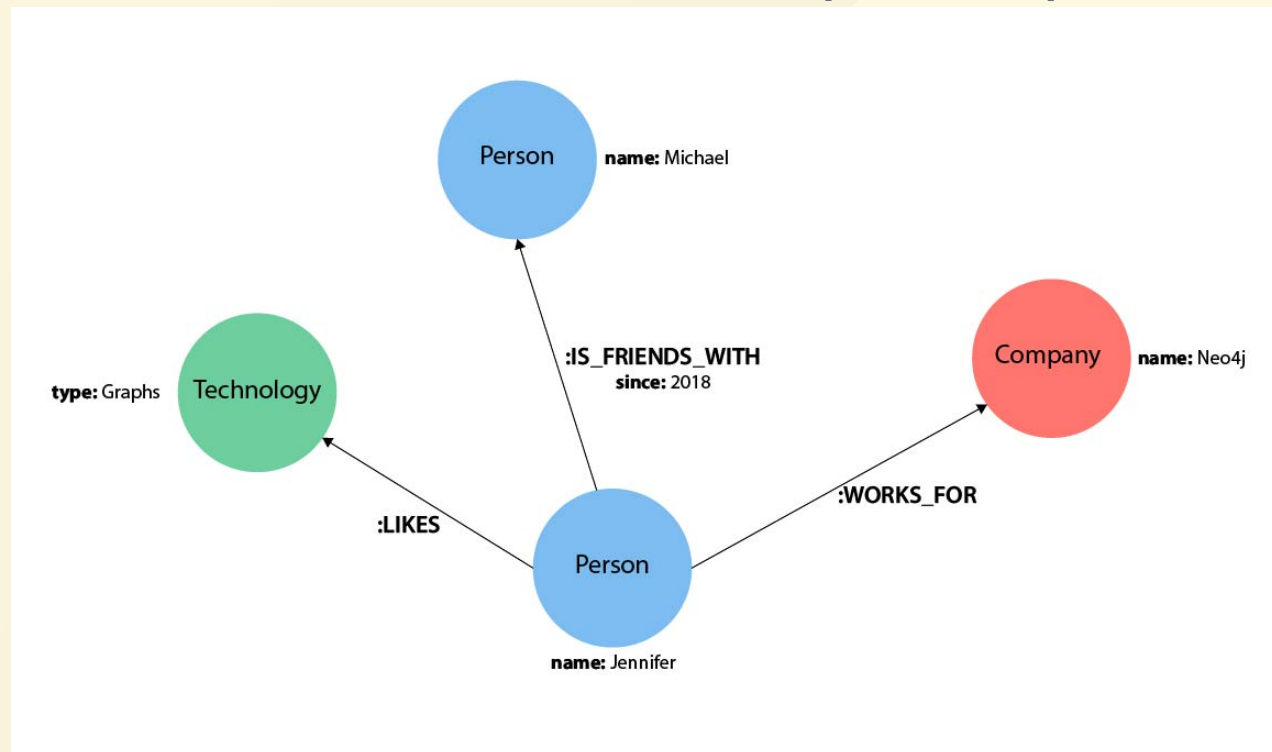 Person
name: Michael
:IS_FRIENDS_WITH
since: 2018
Company
name: Neo4j
type: Graphs
Technology
:WORKS_FOR
:LIKES
Person
name: Jennifer